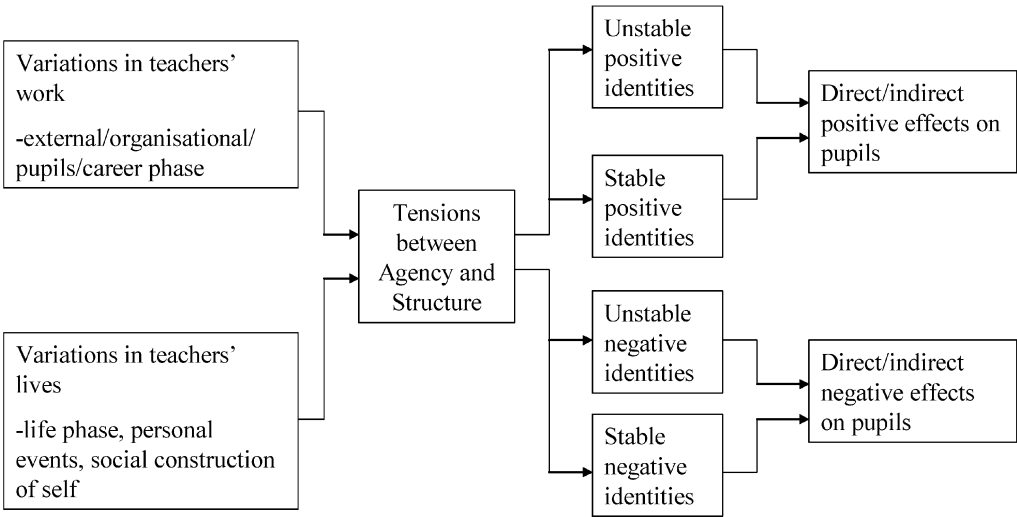 Variations in teachers’
work
-external/organisational/
pupils/career phase
Variations in teachers’
lives
-life phase, personal
events, social construction
of self
Tensions
between
Agency and
Structure
Unstable
positive
identities
Stable
positive
identities
Unstable
negative
identities
Stable
negative
identities
Direct/indirect
positive effects on
pupils
Direct/indirect
negative effects
on pupils